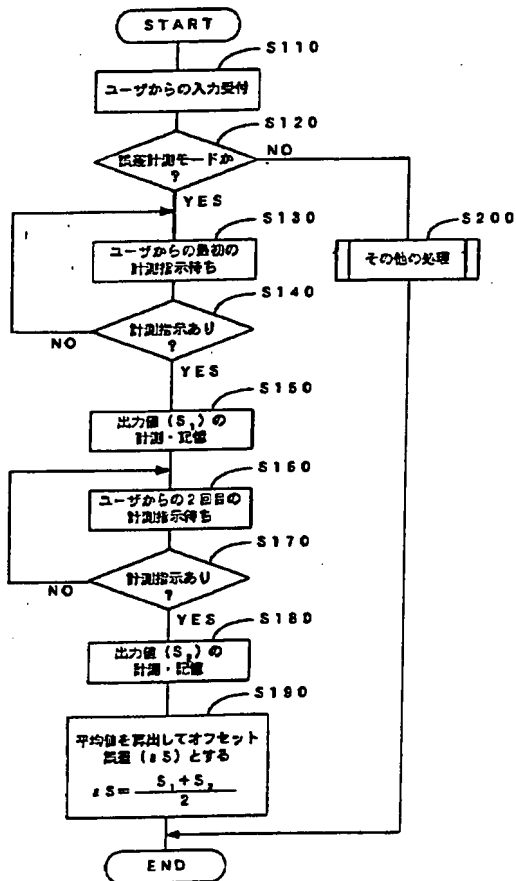 START
S110
ユーザからの入力受付
S120
誤差計測モードか
?
NO
YES
S130
S200
ユーザからの最初の
計測指示待ち
その他の処理
S140
計測指示あり
?
NO
YES
S150
出力値(S₁)の
計測・記憶
S160
ユーザからの2回目の
計測指示待ち
S170
計測指示あり
?
NO
YES
S180
出力値(S₂)の
計測・記憶
S190
平均値を算出してオフセット
誤差(εS)とする
εS=(S₁+S₂)/2
END